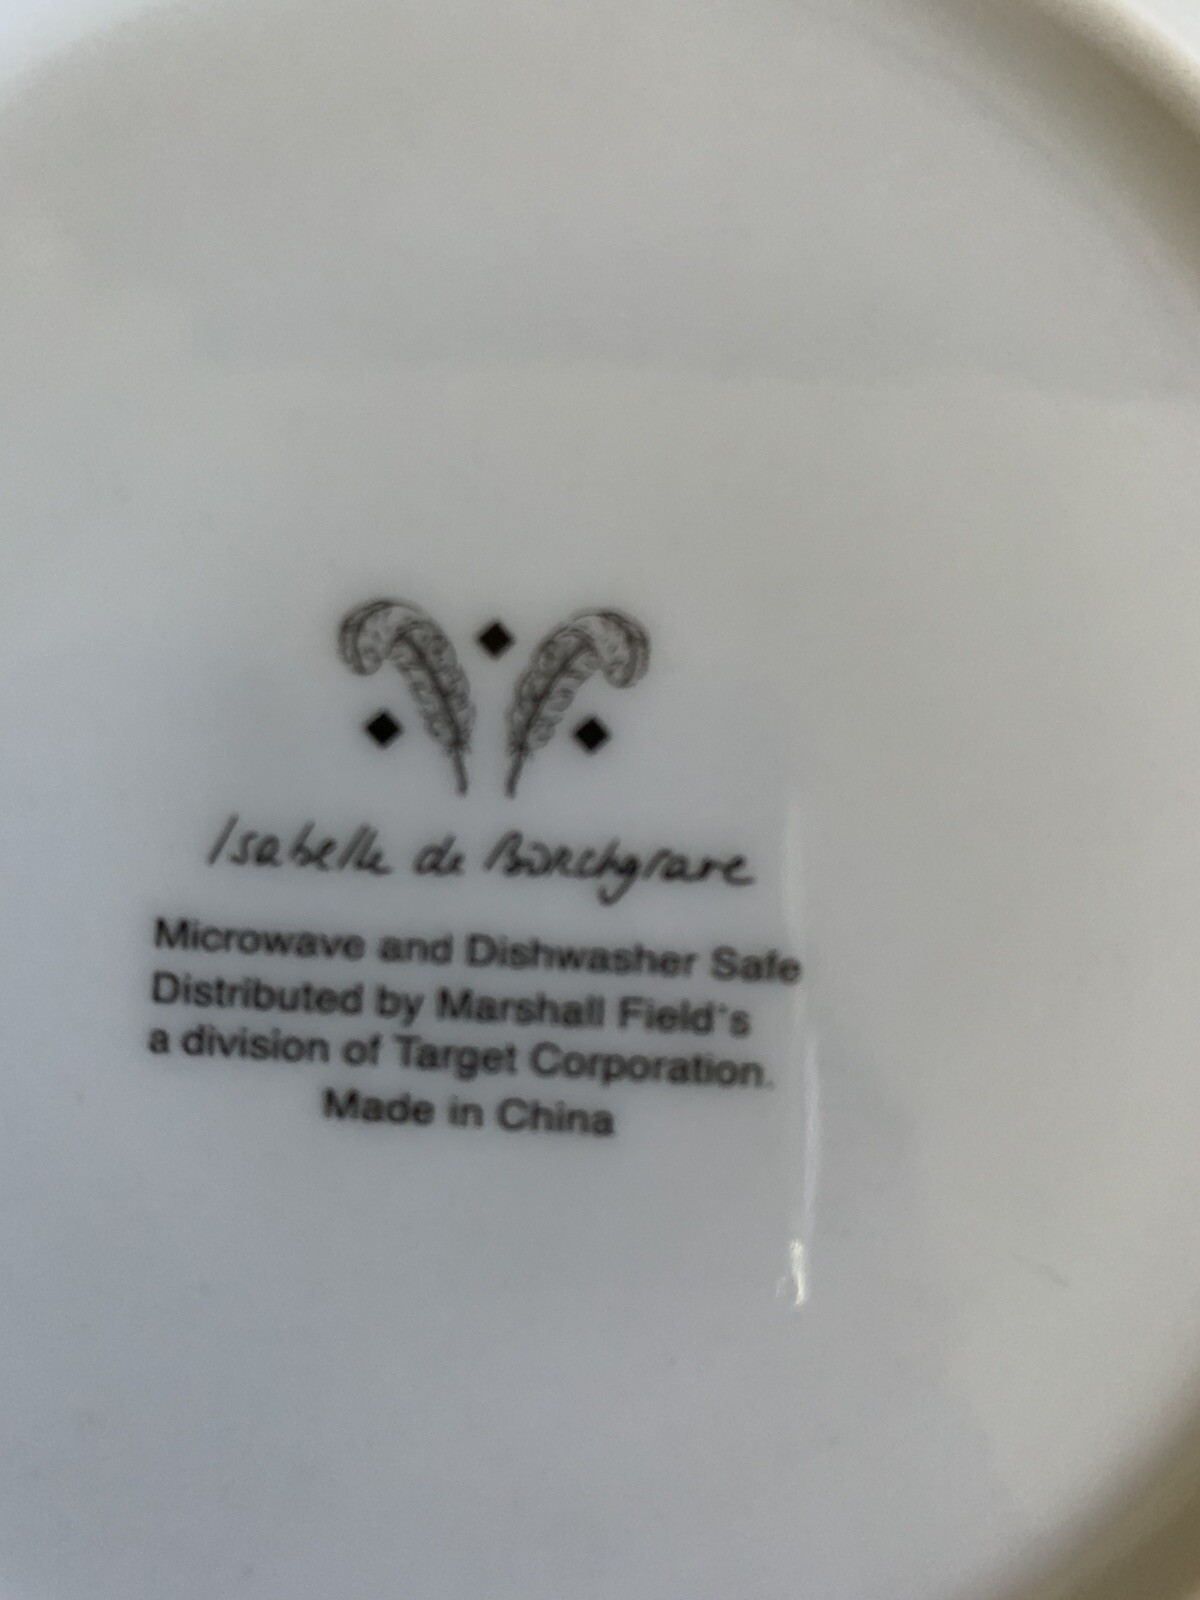 Isabelle de Borchgrave
Microwave and Dishwasher Safe
Distributed by Marshall Field's
a division of Target Corporation.
Made in China